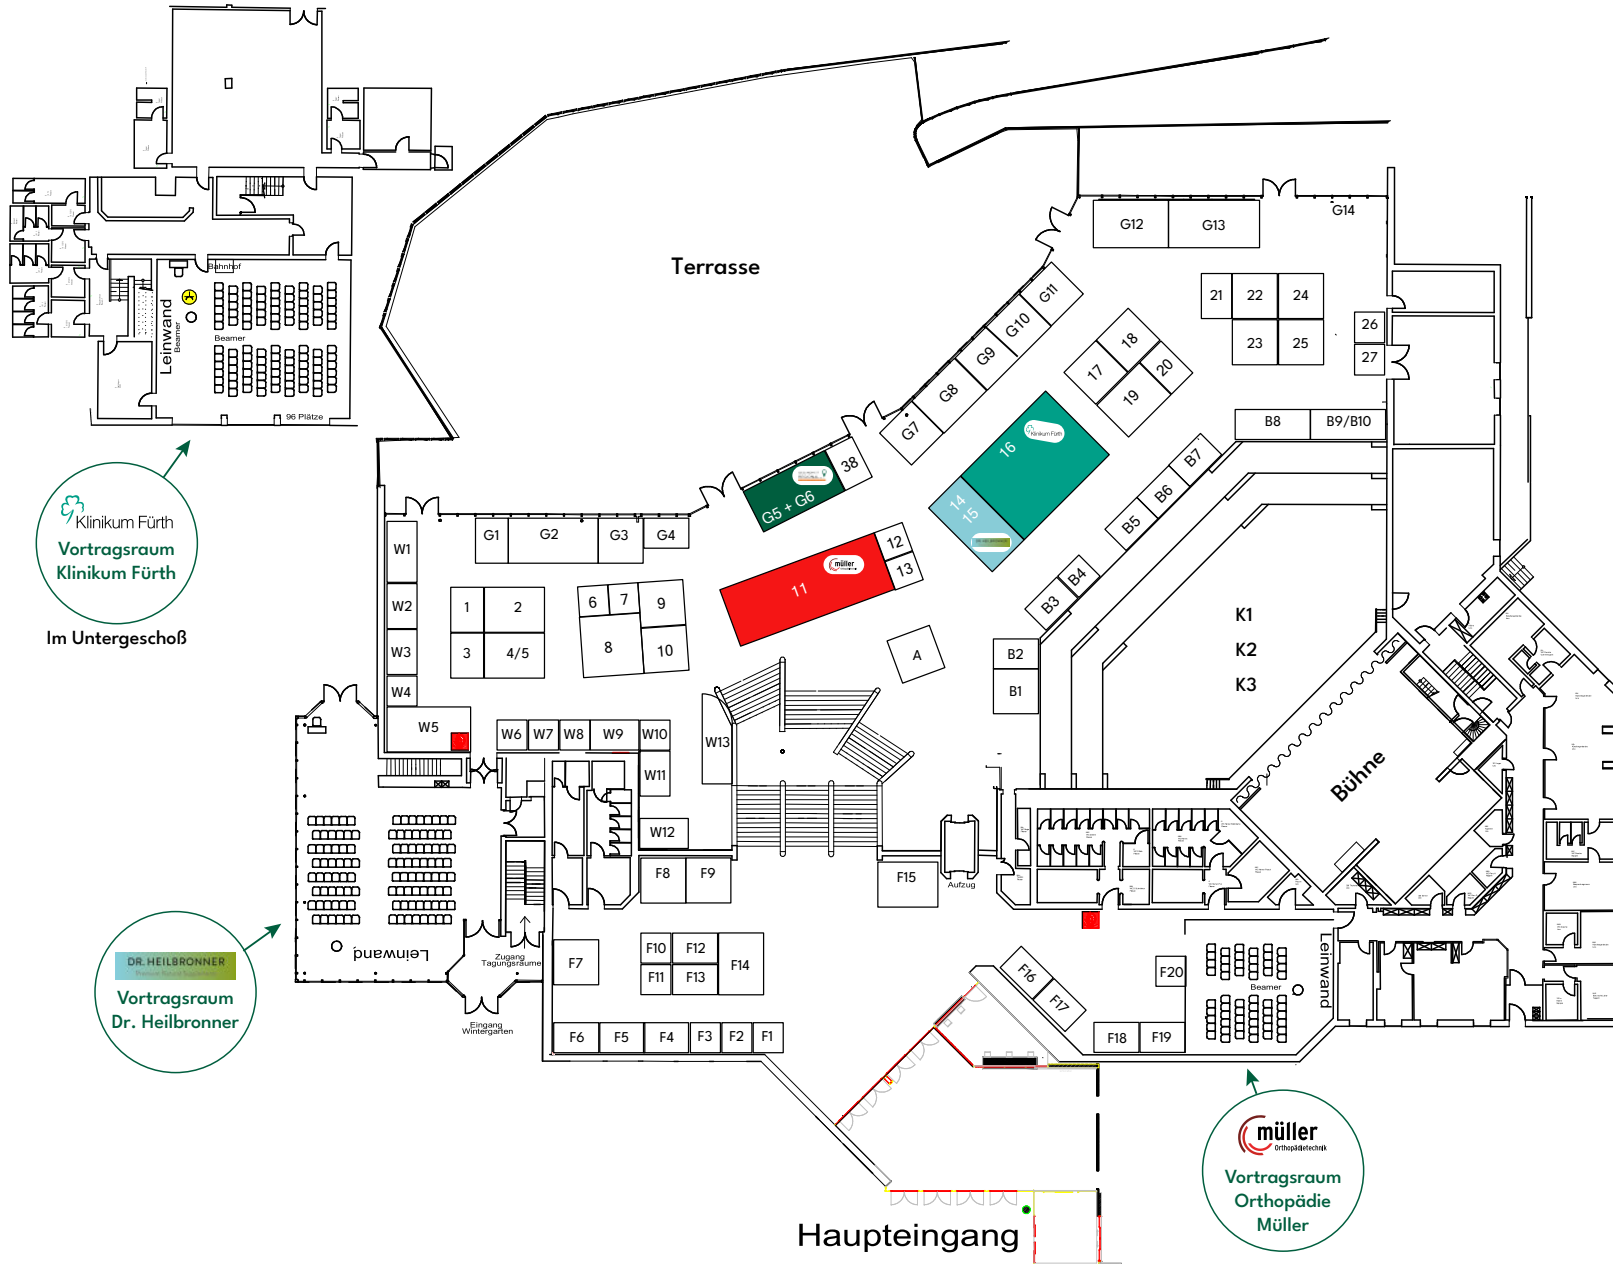 Terrasse
G12
G13
G14
G11
G10
G9
G8
G7
21
22
24
23
25
26
27
18
17
20
19
B8
B9/B10
Bahnhof
Leinwand
Beamer
Beamer
96 Plätze
Klinikum Fürth
Vortragsraum
Klinikum Fürth
Im Untergeschoß
16
Klinikum Fürth
14
15
DR. HEILBRONNER
38
G5 + G6
B7
B6
B5
B4
B3
B2
B1
W1
W2
W3
W4
W5
G1
G2
G3
G4
1
2
3
4/5
6
7
9
8
10
11
müller
12
13
A
K1
K2
K3
Bühne
W6
W7
W8
W9
W10
W11
W12
W13
F8
F9
F15
Aufzug
Leinwand
Zugang
Tagungsräume
Eingang
Wintergarten
DR. HEILBRONNER
Vortragsraum
Dr. Heilbronner
F7
F10
F12
F11
F13
F14
F6
F5
F4
F3
F2
F1
F16
F17
F18
F19
F20
Beamer
Leinwand
müller
Orthopädietechnik
Vortragsraum
Orthopädie
Müller
Haupteingang